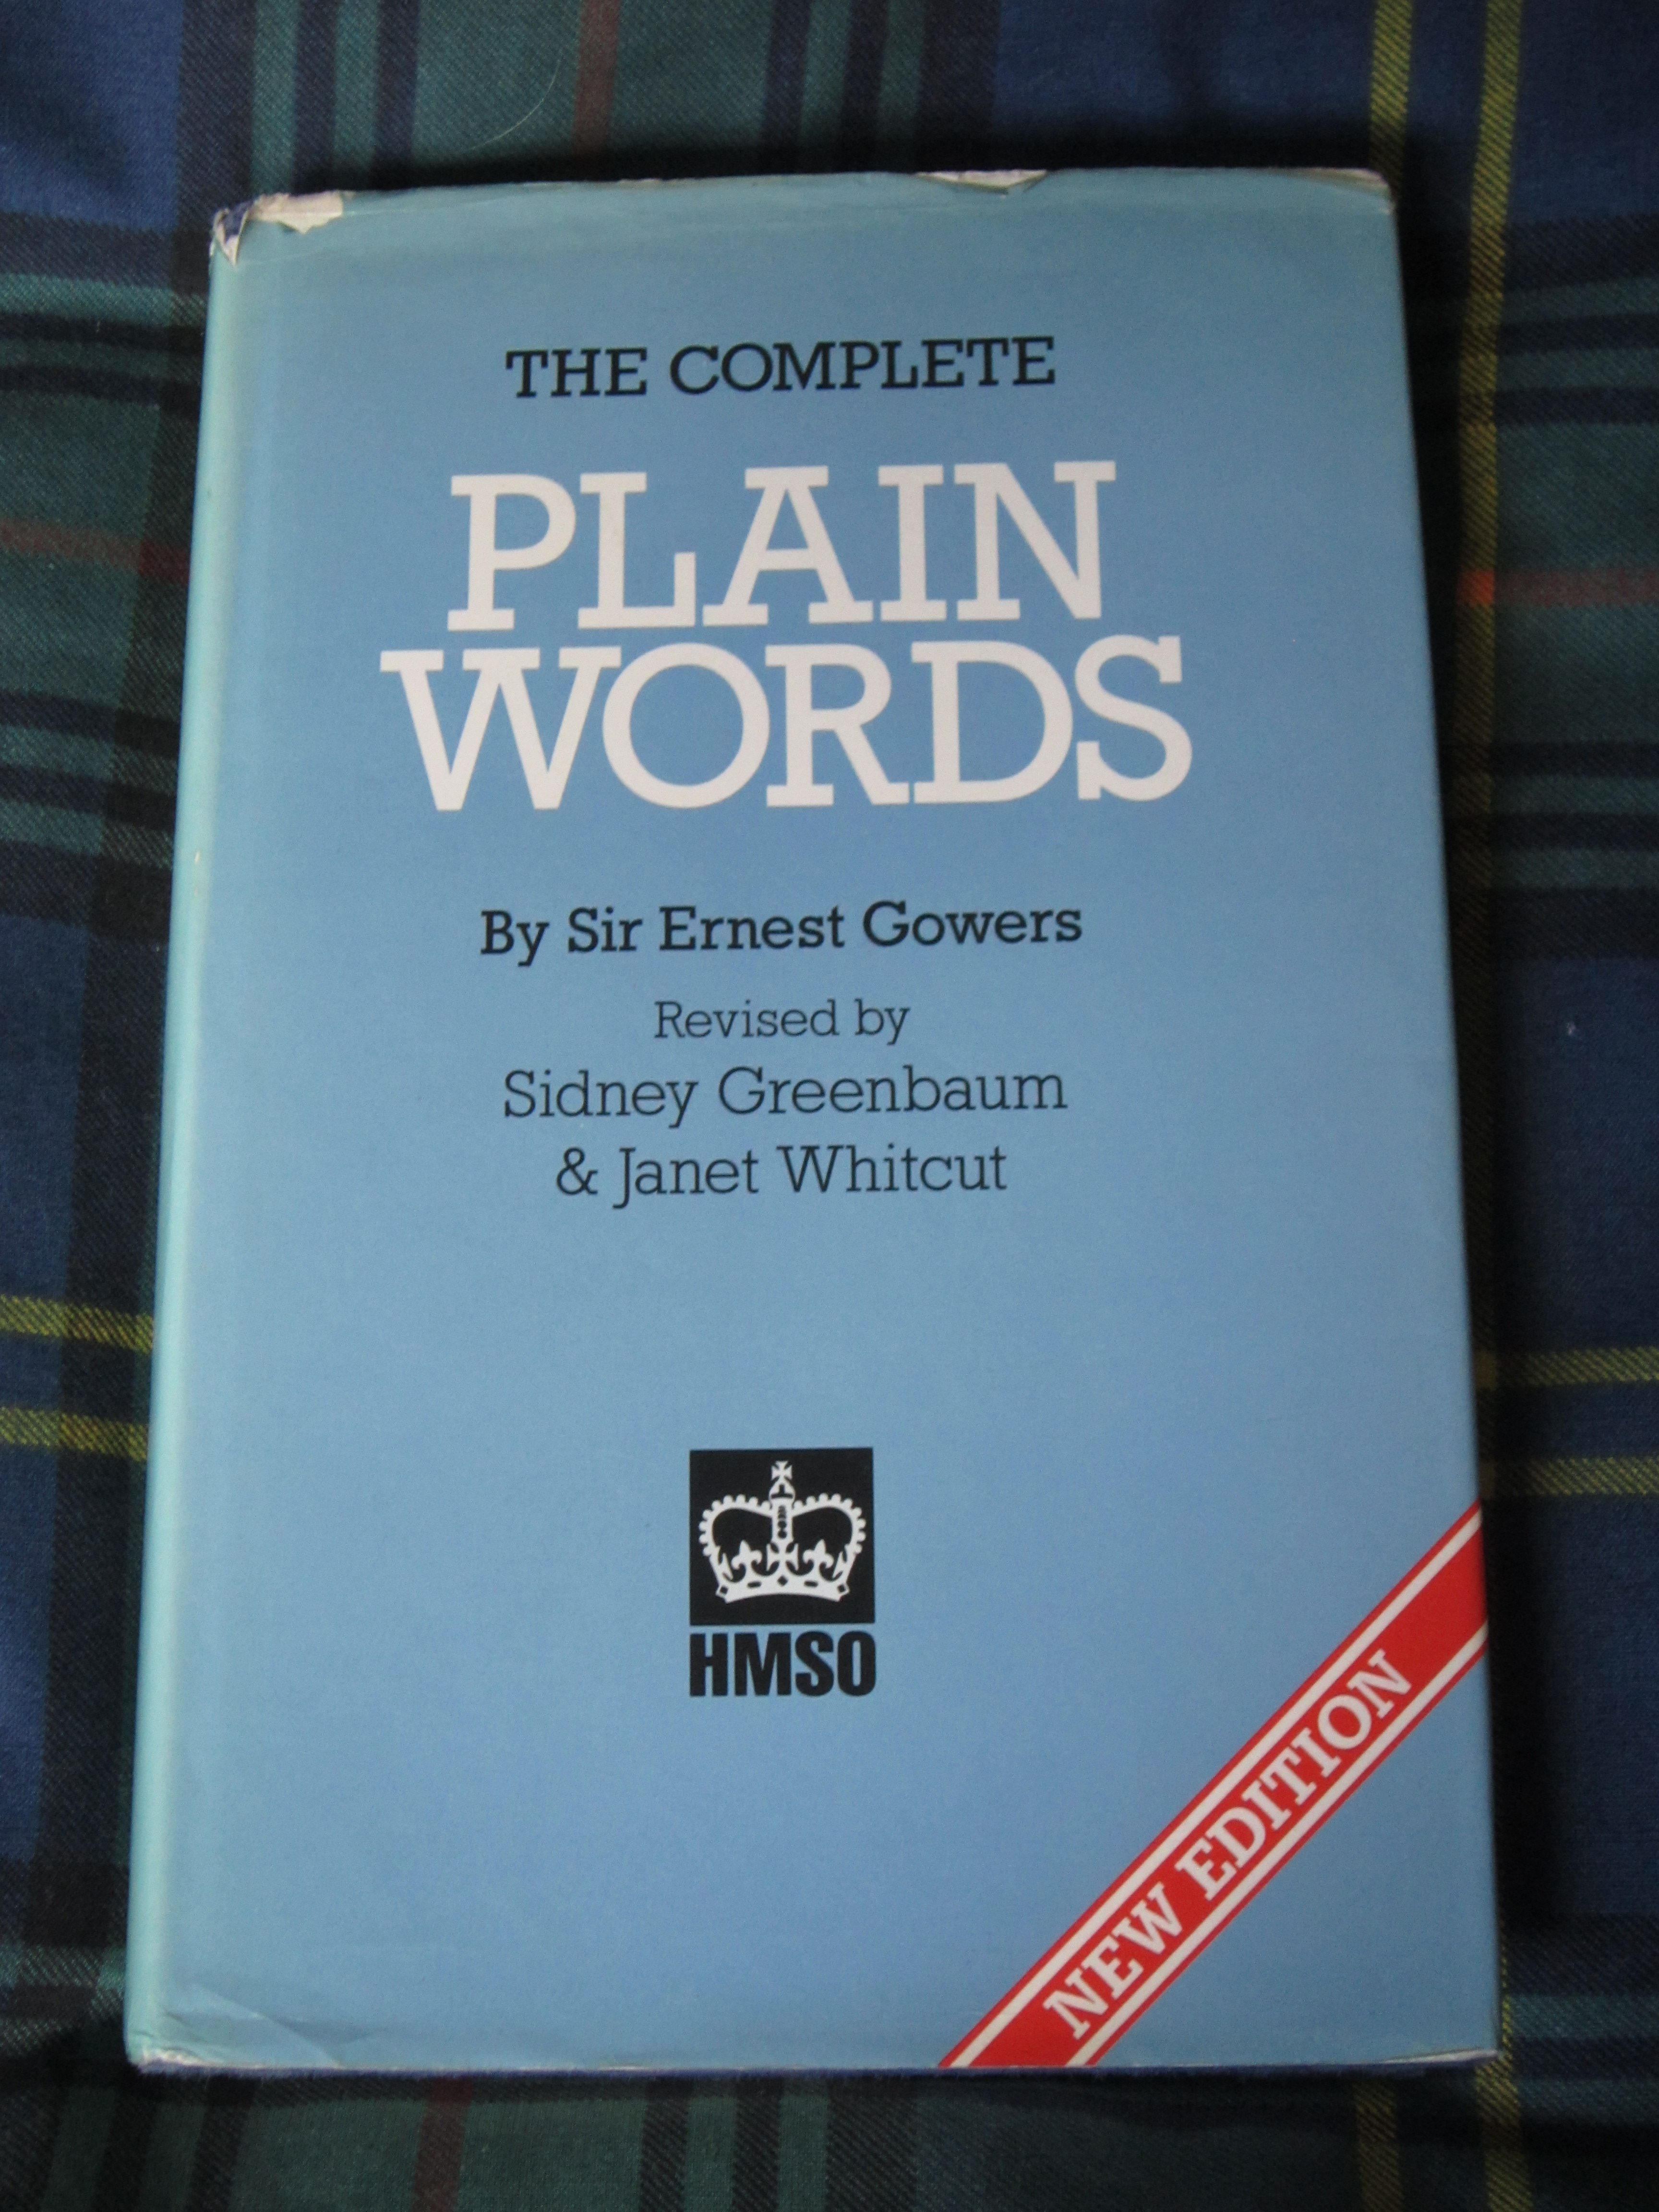 THE COMPLETE
PLAIN
WORDS
By Sir Ernest Gowers
Revised by
Sidney Greenbaum
& Janet Whitcut
HMSO
NEW EDITION